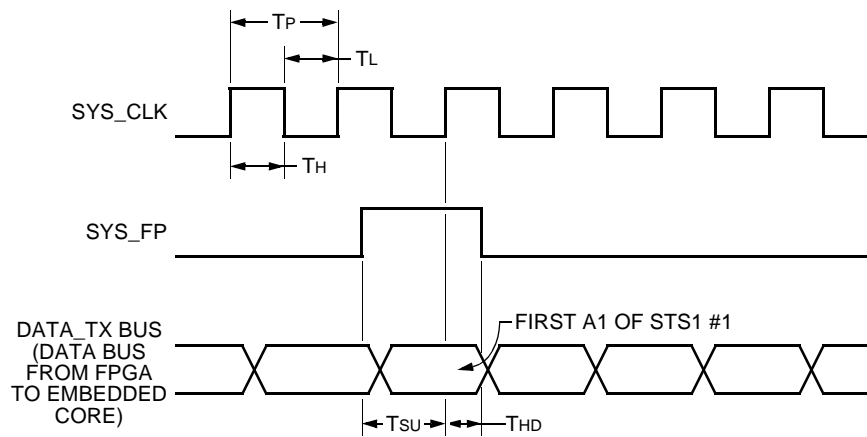 TP
TL
SYS_CLK
TH
SYS_FP
DATA_TX BUS
(DATA BUS
FROM FPGA
TO EMBEDDED
CORE)
FIRST A1 OF STS1 #1
TSU
THD